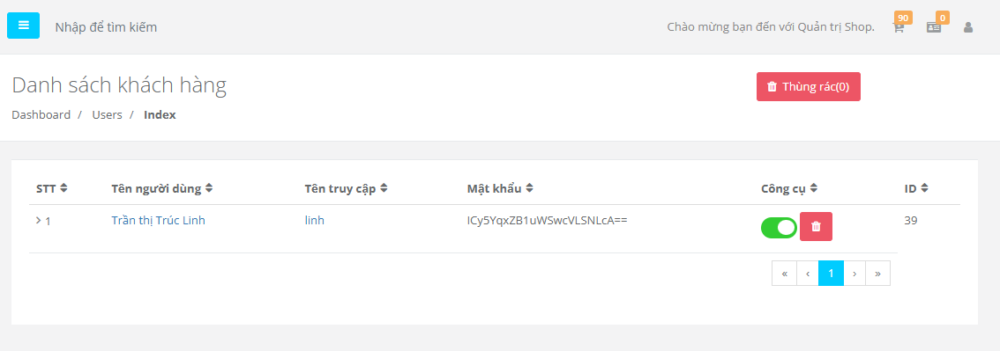 Nhập để tìm kiếm
Chào mừng bạn đến với Quản trị Shop.
90
0
Danh sách khách hàng
Thùng rác(0)
Dashboard / Users / Index
STT Tên người dùng Tên truy cập Mật khẩu Công cụ ID
1 Trần thị Trúc Linh linh ICy5YqxZB1uWSwcVLSNLcA== 39
« ‹ 1 › »